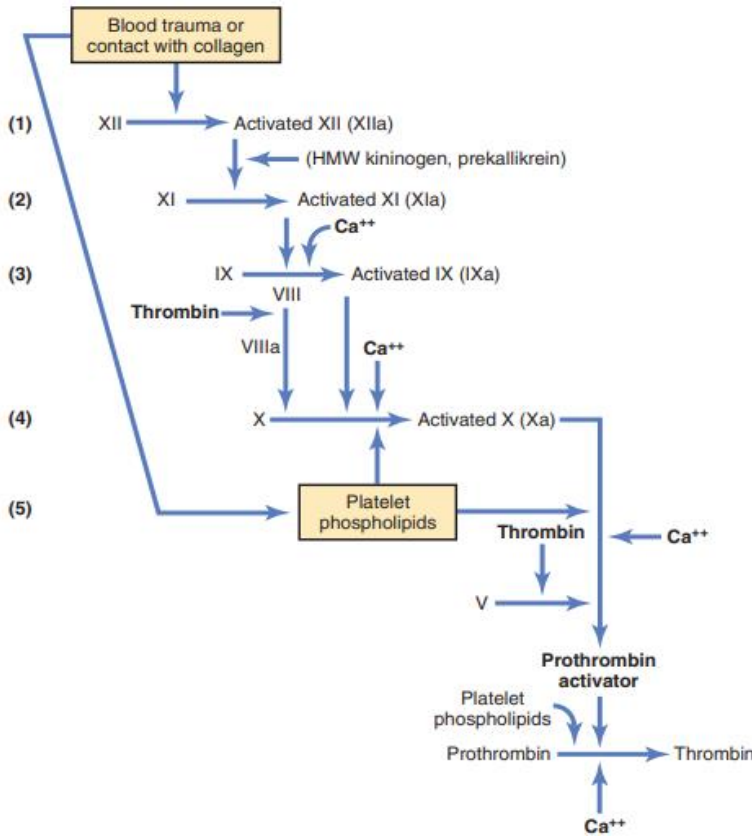 Blood trauma or
contact with collagen
(1) XII Activated XII (XIIa)
(HMW kininogen, prekallikrein)
(2) XI Activated XI (XIa)
Ca++
(3) IX Activated IX (IXa)
VIII
Thrombin
VIIIa Ca++
(4) X Activated X (Xa)
(5) Platelet
phospholipids
Thrombin Ca++
V
Prothrombin
activator
Platelet
phospholipids
Prothrombin Thrombin
Ca++